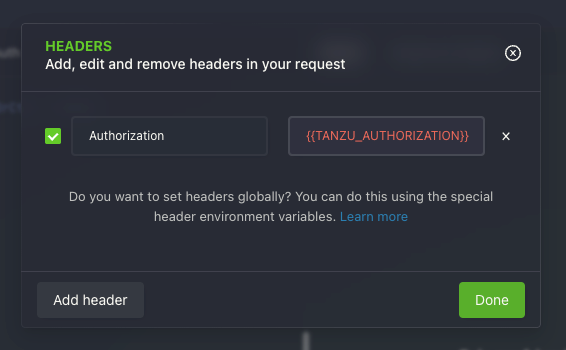 HEADERS
Add, edit and remove headers in your request
Authorization
{{TANZU_AUTHORIZATION}}
Do you want to set headers globally? You can do this using the special
header environment variables. Learn more
Add header
Done